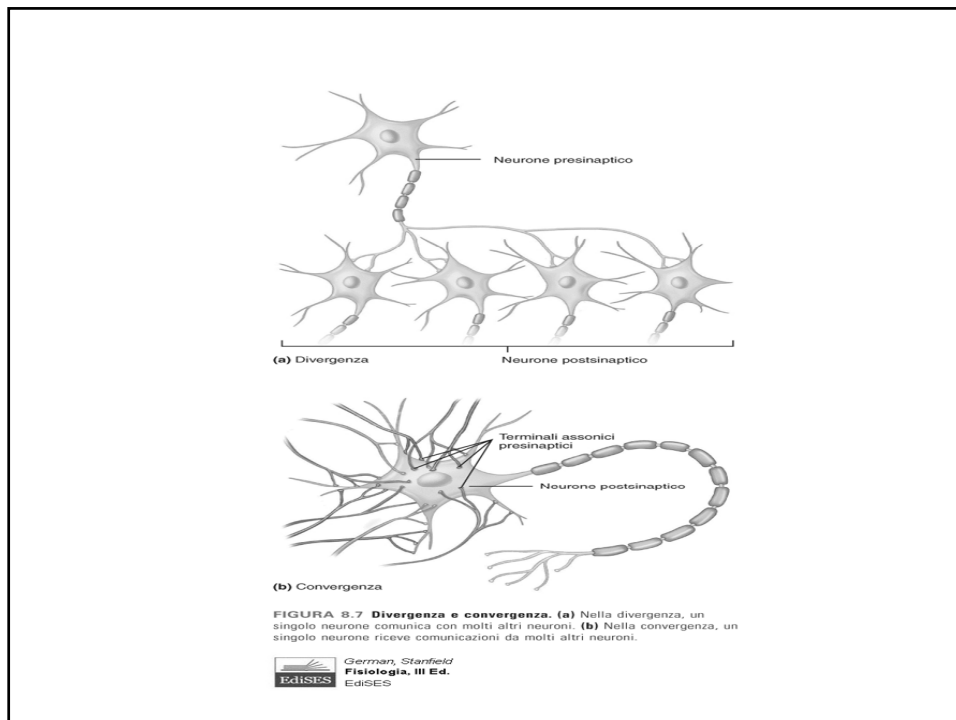 Neurone presinaptico
(a) Divergenza
Neurone postsinaptico
Terminali assonici
presinaptici
Neurone postsinaptico
(b) Convergenza
FIGURA 8.7 Divergenza e convergenza. (a) Nella divergenza, un
singolo neurone comunica con molti altri neuroni. (b) Nella convergenza, un
singolo neurone riceve comunicazioni da molti altri neuroni.
German, Stanfield
Fisiologia, III Ed.
EdiSES
EdiSES